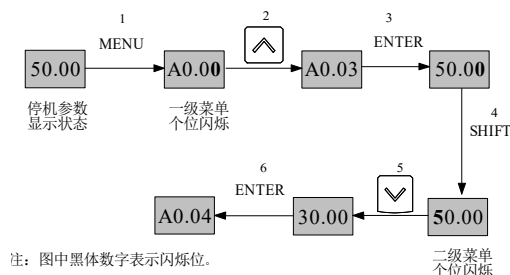 1
MENU
2
3
ENTER
50.00
A0.00
A0.03
50.00
停机参数
显示状态
一级菜单
个位闪烁
4
SHIFT
6
ENTER
5
A0.04
30.00
50.00
二级菜单
个位闪烁
注：图中黑体数字表示闪烁位。